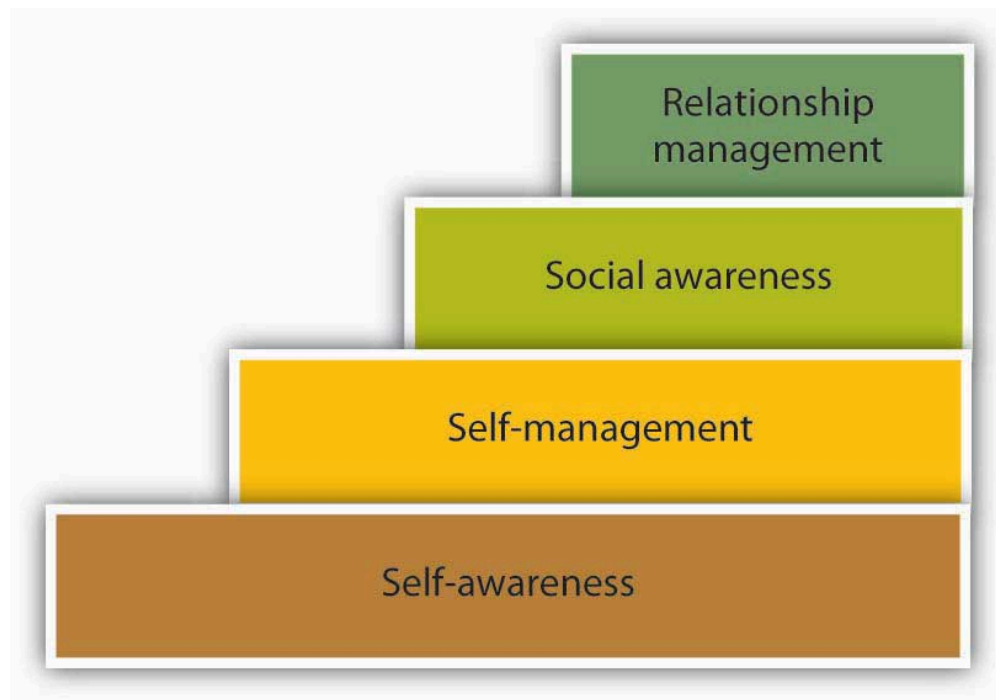 Relationship
management
Social awareness
Self-management
Self-awareness